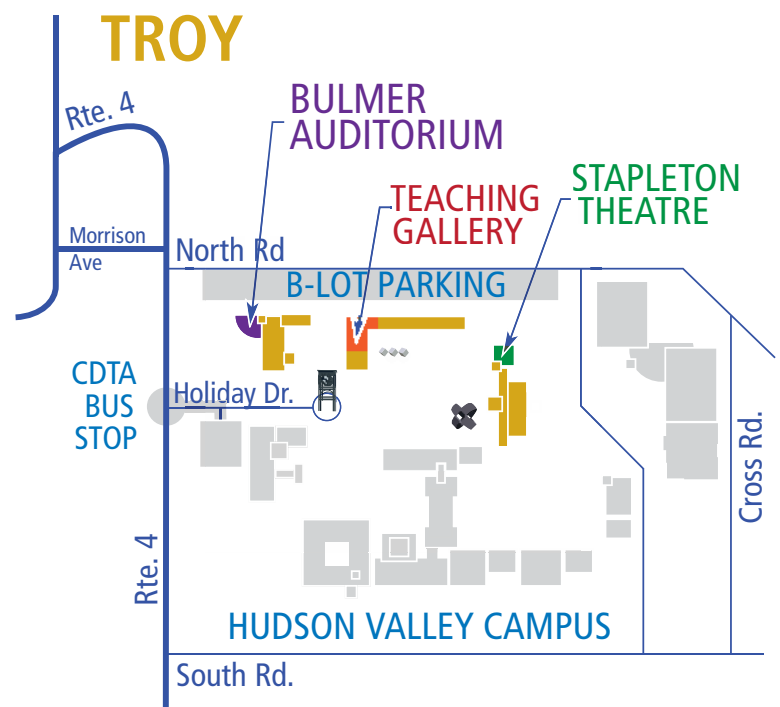 TROY
Rte. 4
BULMER
AUDITORIUM
STAPLETON
THEATRE
TEACHING
GALLERY
Morrison
Ave
North Rd
B-LOT PARKING
CDTA
BUS
STOP
Holiday Dr.
Cross Rd.
Rte. 4
HUDSON VALLEY CAMPUS
South Rd.